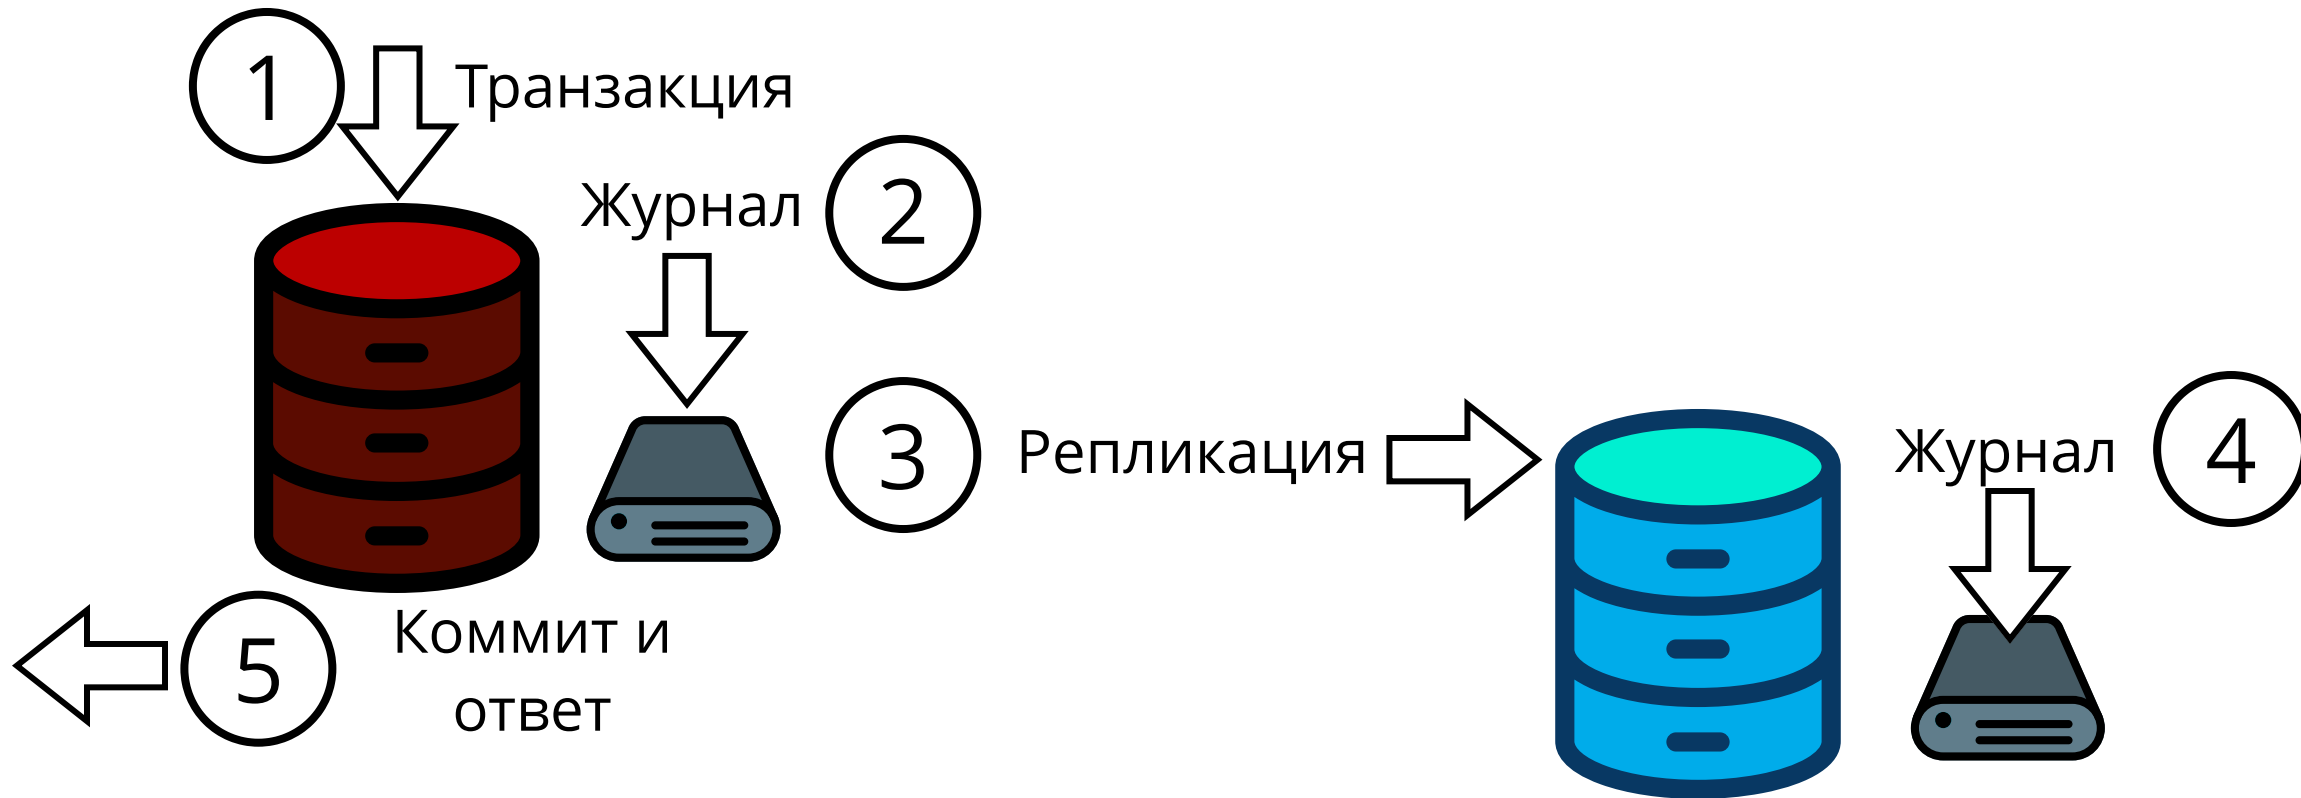 1
Транзакция
Журнал
2
3
Репликация
Журнал
4
5
Коммит и
ответ